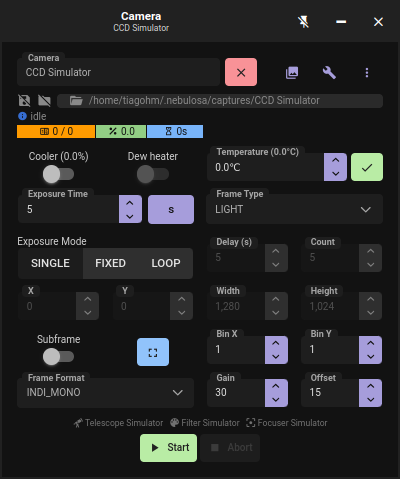 Camera
CCD Simulator
Camera
CCD Simulator
/home/tiagohm/.nebulosa/captures/CCD Simulator
idle
0 / 0 0.0 0s
Cooler (0.0%) Dew heater
Temperature (0.0°C)
0.0°C
Exposure Time
5 s
Frame Type
LIGHT
Exposure Mode
SINGLE FIXED LOOP
Delay (s) Count
5 5
X Y
0 0
Width Height
1,280 1,024
Subframe
Bin X Bin Y
1 1
Frame Format
INDI_MONO
Gain Offset
30 15
Telescope Simulator Filter Simulator Focuser Simulator
Start Abort